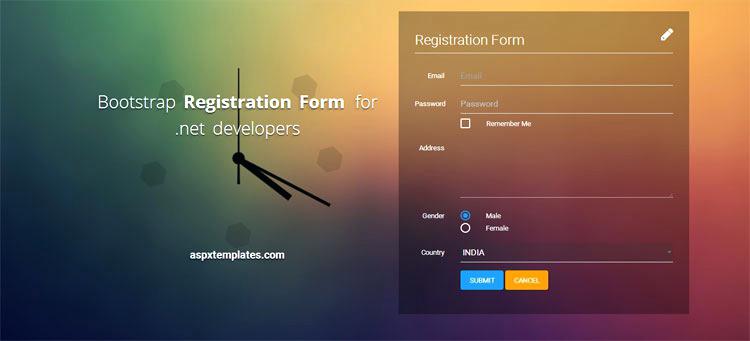 Bootstrap Registration Form for
.net developers
aspxtemplates.com
Registration Form
Email Email
Password Password
Remember Me
Address
Gender Male
Female
Country INDIA
SUBMIT CANCEL